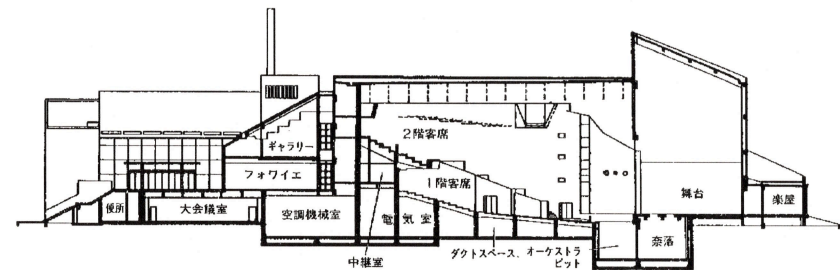 2階客席
ギャラリー
フォワイエ
1階客席
舞台
便所
大会議室
空調機械室
電気室
楽屋
中継室
ダクトスペース、オーケストラ
ピット
奈落